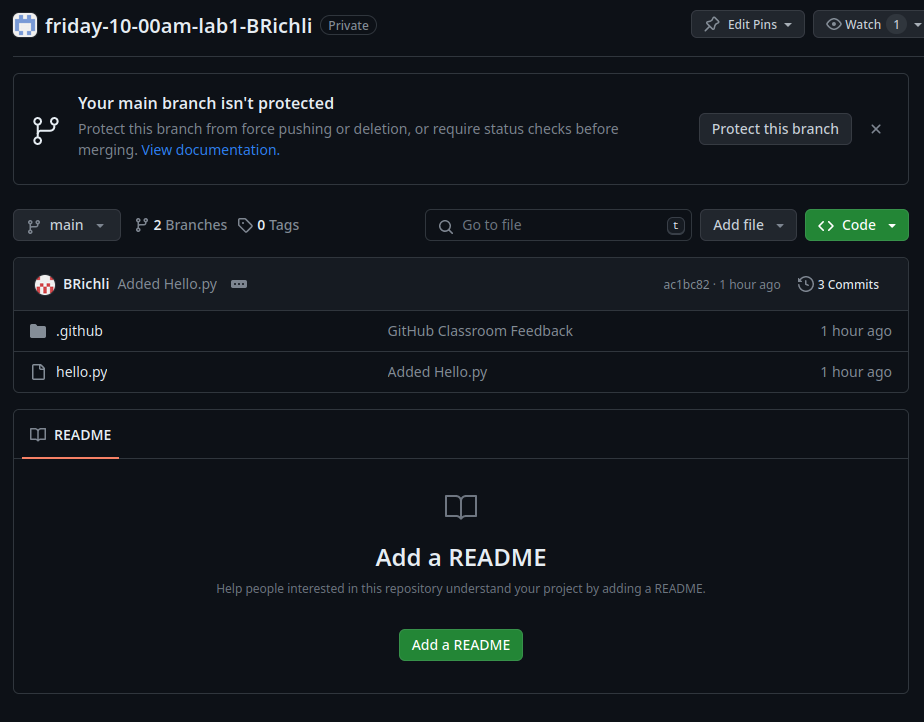 friday-10-00am-lab1-BRichli Private Edit Pins Watch 1
Your main branch isn't protected
Protect this branch from force pushing or deletion, or require status checks before
merging. View documentation.
Protect this branch
main 2 Branches 0 Tags Go to file t Add file Code
BRichli Added Hello.py ac1bc82 · 1 hour ago 3 Commits
.github GitHub Classroom Feedback 1 hour ago
hello.py Added Hello.py 1 hour ago
README
Add a README
Help people interested in this repository understand your project by adding a README.
Add a README